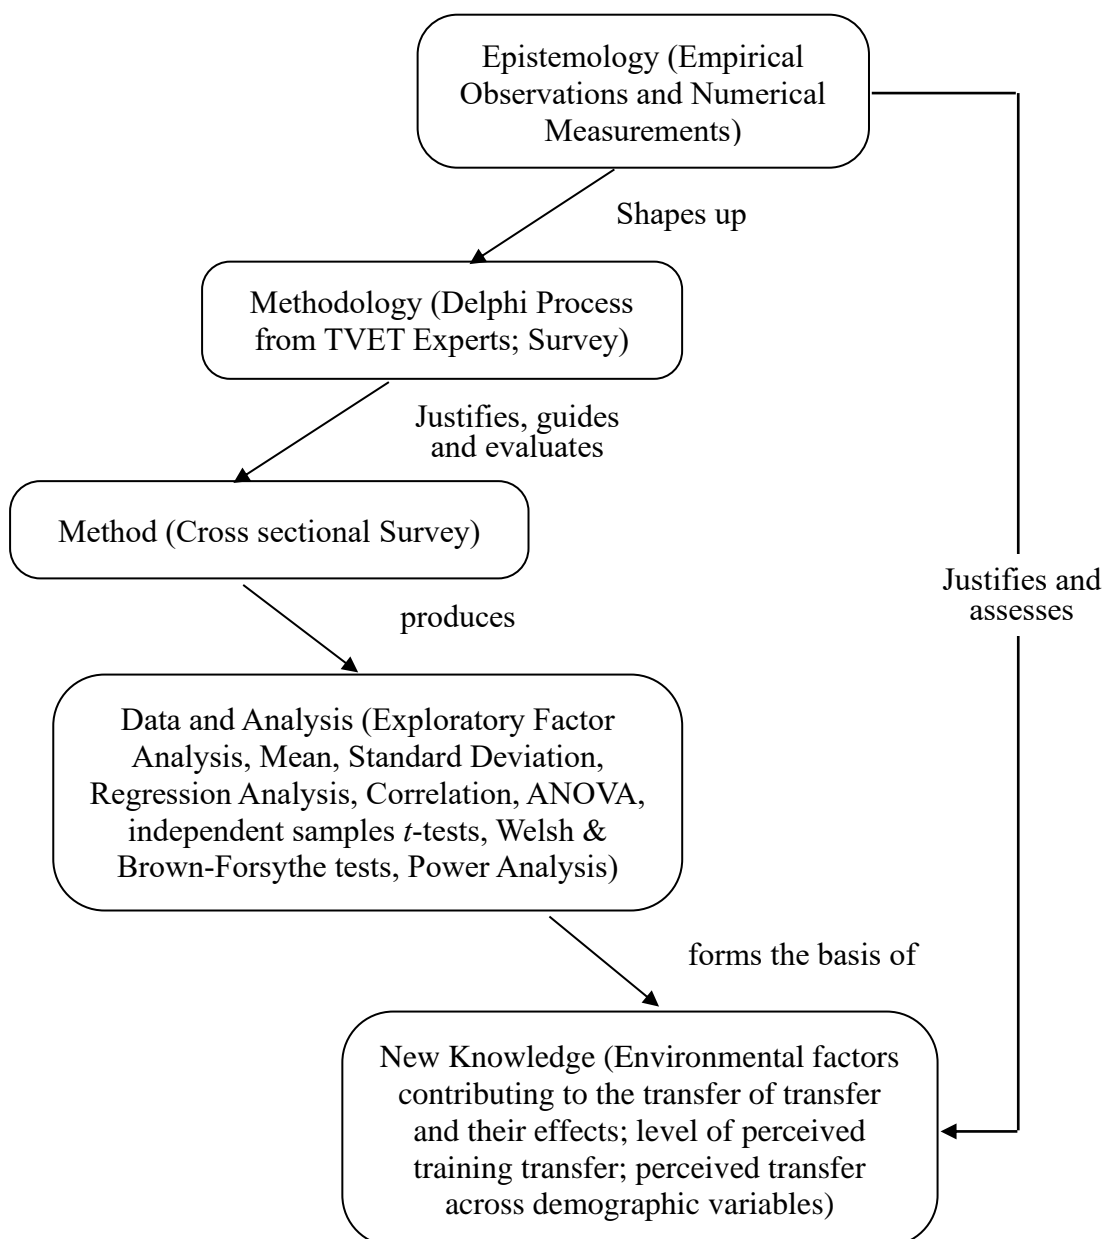 Epistemology (Empirical
Observations and Numerical
Measurements)
Shapes up
Methodology (Delphi Process
from TVET Experts; Survey)
Justifies, guides
and evaluates
Method (Cross sectional Survey)
Justifies and
assesses
produces
Data and Analysis (Exploratory Factor
Analysis, Mean, Standard Deviation,
Regression Analysis, Correlation, ANOVA,
independent samples t-tests, Welsh &
Brown-Forsythe tests, Power Analysis)
forms the basis of
New Knowledge (Environmental factors
contributing to the transfer of transfer
and their effects; level of perceived
training transfer; perceived transfer
across demographic variables)